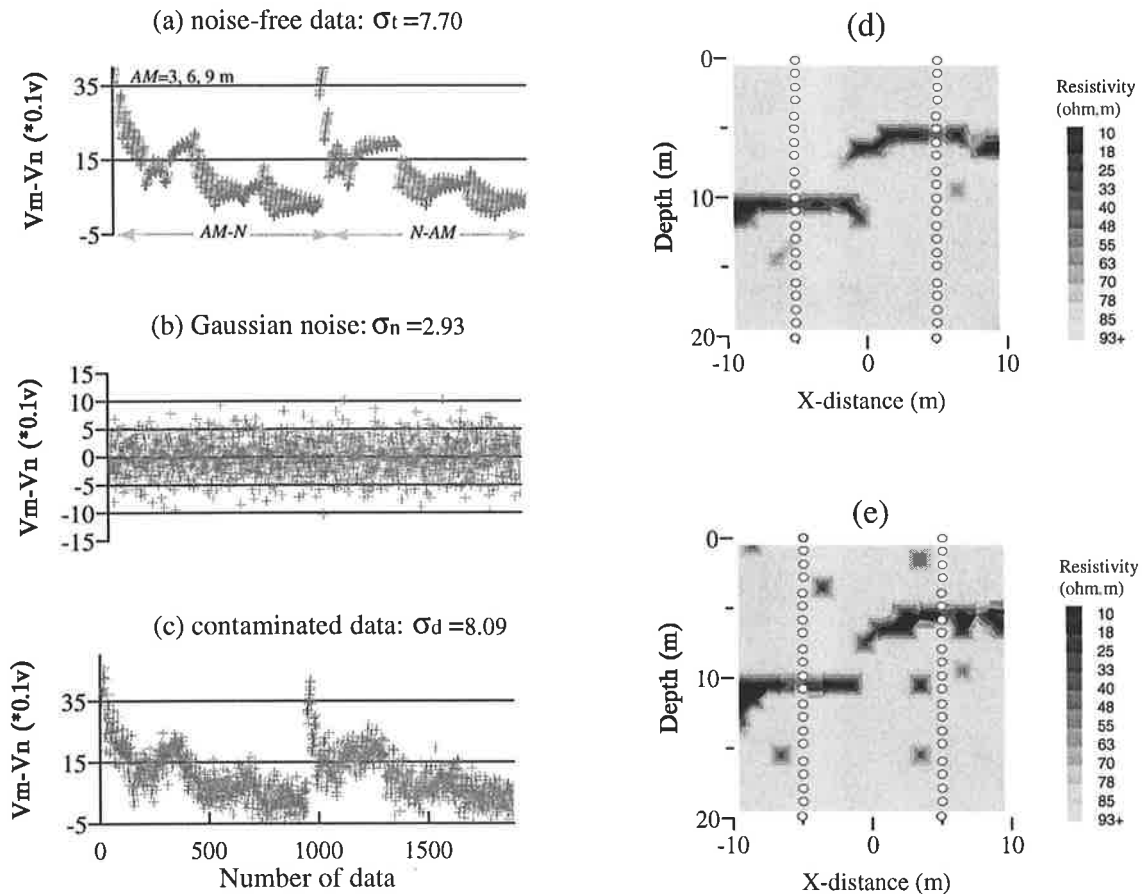 (a) noise-free data: σt =7.70
Vm-Vn (*0.1v)
35
15
-5
AM=3, 6, 9 m
AM-N
N-AM
(b) Gaussian noise: σn =2.93
Vm-Vn (*0.1v)
15
10
5
0
-5
-10
-15
(c) contaminated data: σd =8.09
Vm-Vn (*0.1v)
35
15
-5
0
500
1000
1500
Number of data
(d)
Depth (m)
0
10
20
-10
0
10
X-distance (m)
Resistivity
(ohm.m)
10
18
25
33
40
48
55
63
70
78
85
93+
(e)
Depth (m)
0
10
20
-10
0
10
X-distance (m)
Resistivity
(ohm.m)
10
18
25
33
40
48
55
63
70
78
85
93+